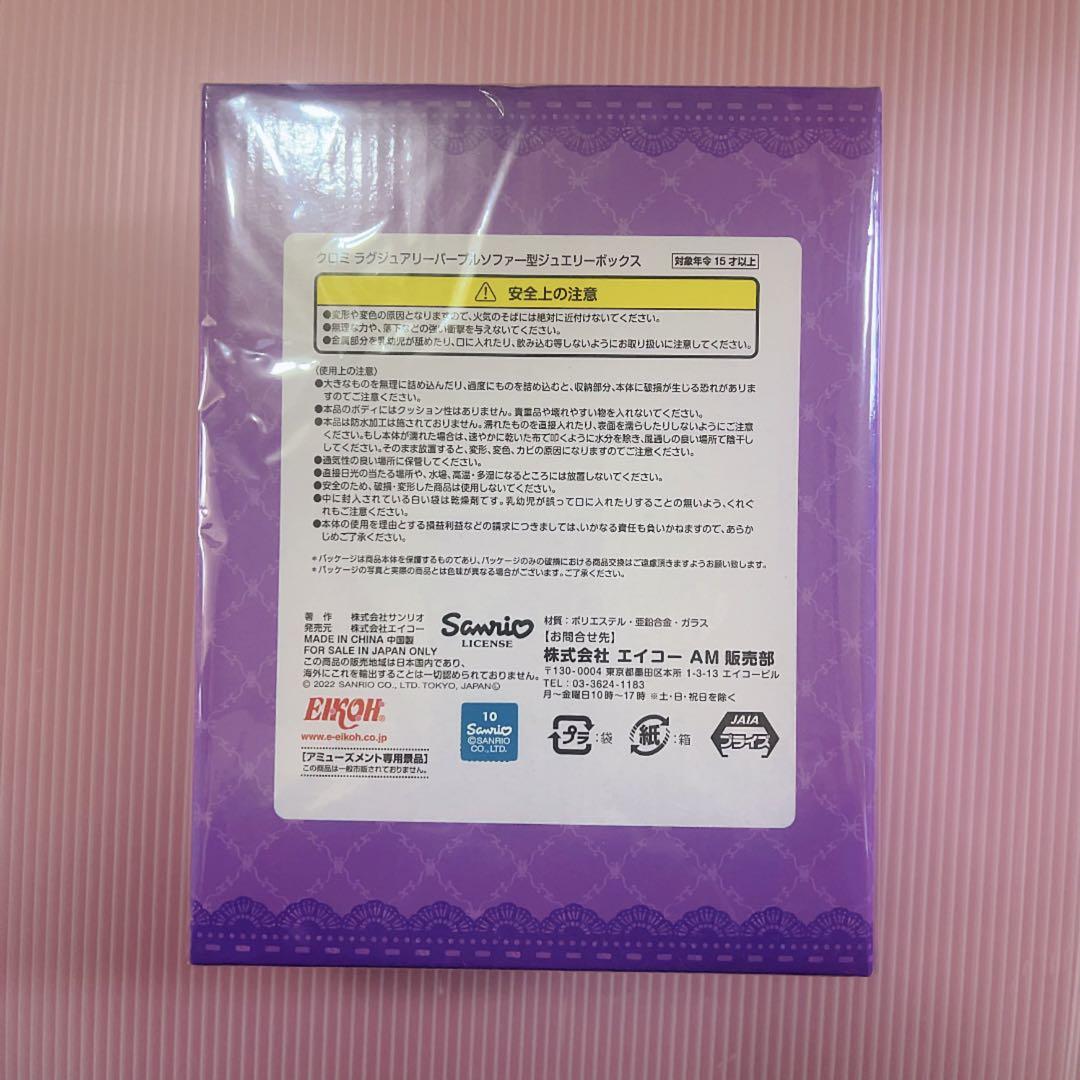 クロミ ラグジュアリーパープルソファー型ジュエリーボックス
対象年令 15 才以上
安全上の注意
●変形や変色の原因となりますので、火気のそばには絶対に近付けないでください。
●無理な力や、落下などの強い衝撃を与えないでください。
●金属部分を乳幼児が舐めたり、口に入れたり、飲み込む等しないようにお取り扱いに注意してください。
〈使用上の注意〉
●大きなものを無理に詰め込んだり、過度にものを詰め込むと、収納部分、本体に破損が生じる恐れがありま
すのでご注意ください。
●本品のボディにはクッション性はありません。貴重品や壊れやすい物を入れないでください。
●本品は防水加工は施されておりません。濡れたものを直接入れたり、表面を濡らしたりしないようにご注意
ください。もし本体が濡れた場合は、速やかに乾いた布で叩くように水分を除き、風通しの良い場所で陰干し
してください。そのまま放置すると、変形、変色、カビの原因になりますのでご注意ください。
●通気性の良い場所に保管してください。
●直接日光の当たる場所や、水場、高温・多湿になるところには放置しないでください。
●安全のため、破損・変形した商品は使用しないでください。
●中に封入されている白い袋は乾燥剤です。乳幼児が誤って口に入れたりすることの無いよう、くれぐ
れもご注意ください。
●本体の使用を理由とする損益利益などの請求につきましては、いかなる責任も負いかねますので、あらか
じめご了承ください。
＊パッケージは商品本体を保護するものであり、パッケージのみの破損における商品交換はご遠慮頂きますようお願い致します。
＊パッケージの写真と実際の商品とは色味が異なる場合がございます。ご了承ください。
著 作 株式会社サンリオ
発売元 株式会社エイコー
MADE IN CHINA 中国製
FOR SALE IN JAPAN ONLY
この商品の販売地域は日本国内であり、
海外にこれを輸出することは一切認められておりません。
© 2022 SANRIO CO., LTD. TOKYO, JAPAN Ⓛ
Sanrio
LICENSE
材質：ポリエステル・亜鉛合金・ガラス
【お問合せ先】
株式会社 エイコー AM 販売部
〒130-0004 東京都墨田区本所 1-3-13 エイコービル
TEL：03-3624-1183
月～金曜日10時～17時 ※土・日・祝日を除く
EIKOH®
www.e-eikoh.co.jp
[アミューズメント専用景品]
この商品は一般市販されておりません。
10
Sanrio
©SANRIO
CO.,LTD.
プラ：袋
紙：箱
JAIA
プライズ